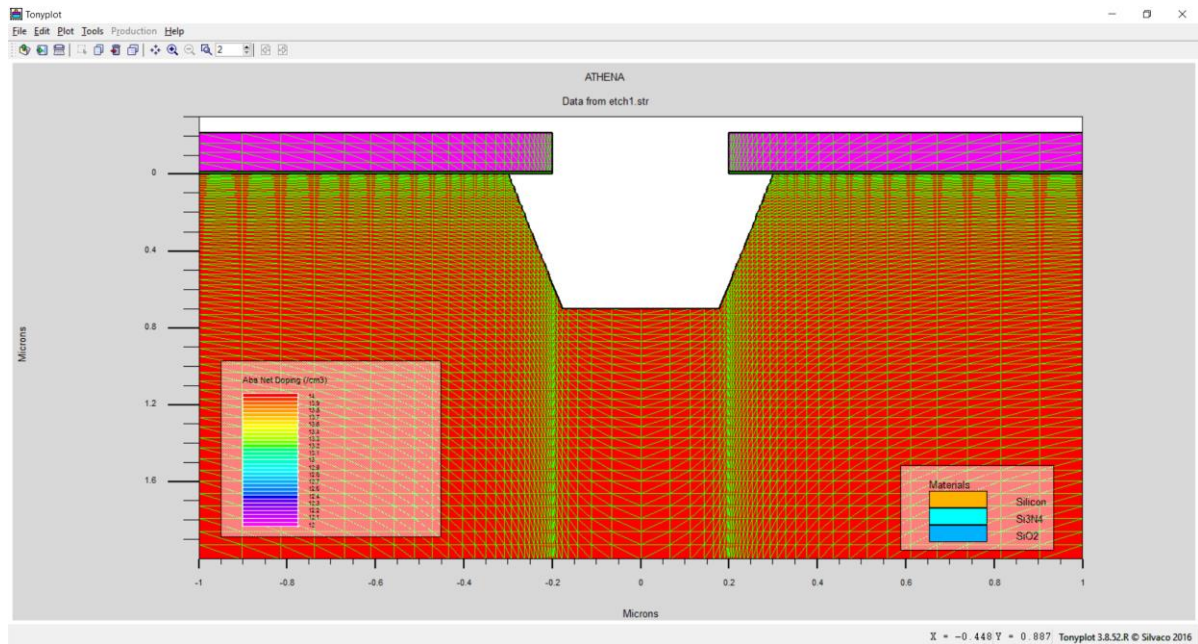 Tonyplot
File Edit Plot Tools Production Help
2
ATHENA
Data from etch1.str
Microns
0
0.4
0.8
1.2
1.6
Abs Net Doping (/cm3)
Materials
Silicon
Si3N4
SiO2
-1 -0.8 -0.6 -0.4 -0.2 0 0.2 0.4 0.6 0.8 1
Microns
X = -0.448 Y = 0.887 Tonyplot 3.8.52.R © Silvaco 2016